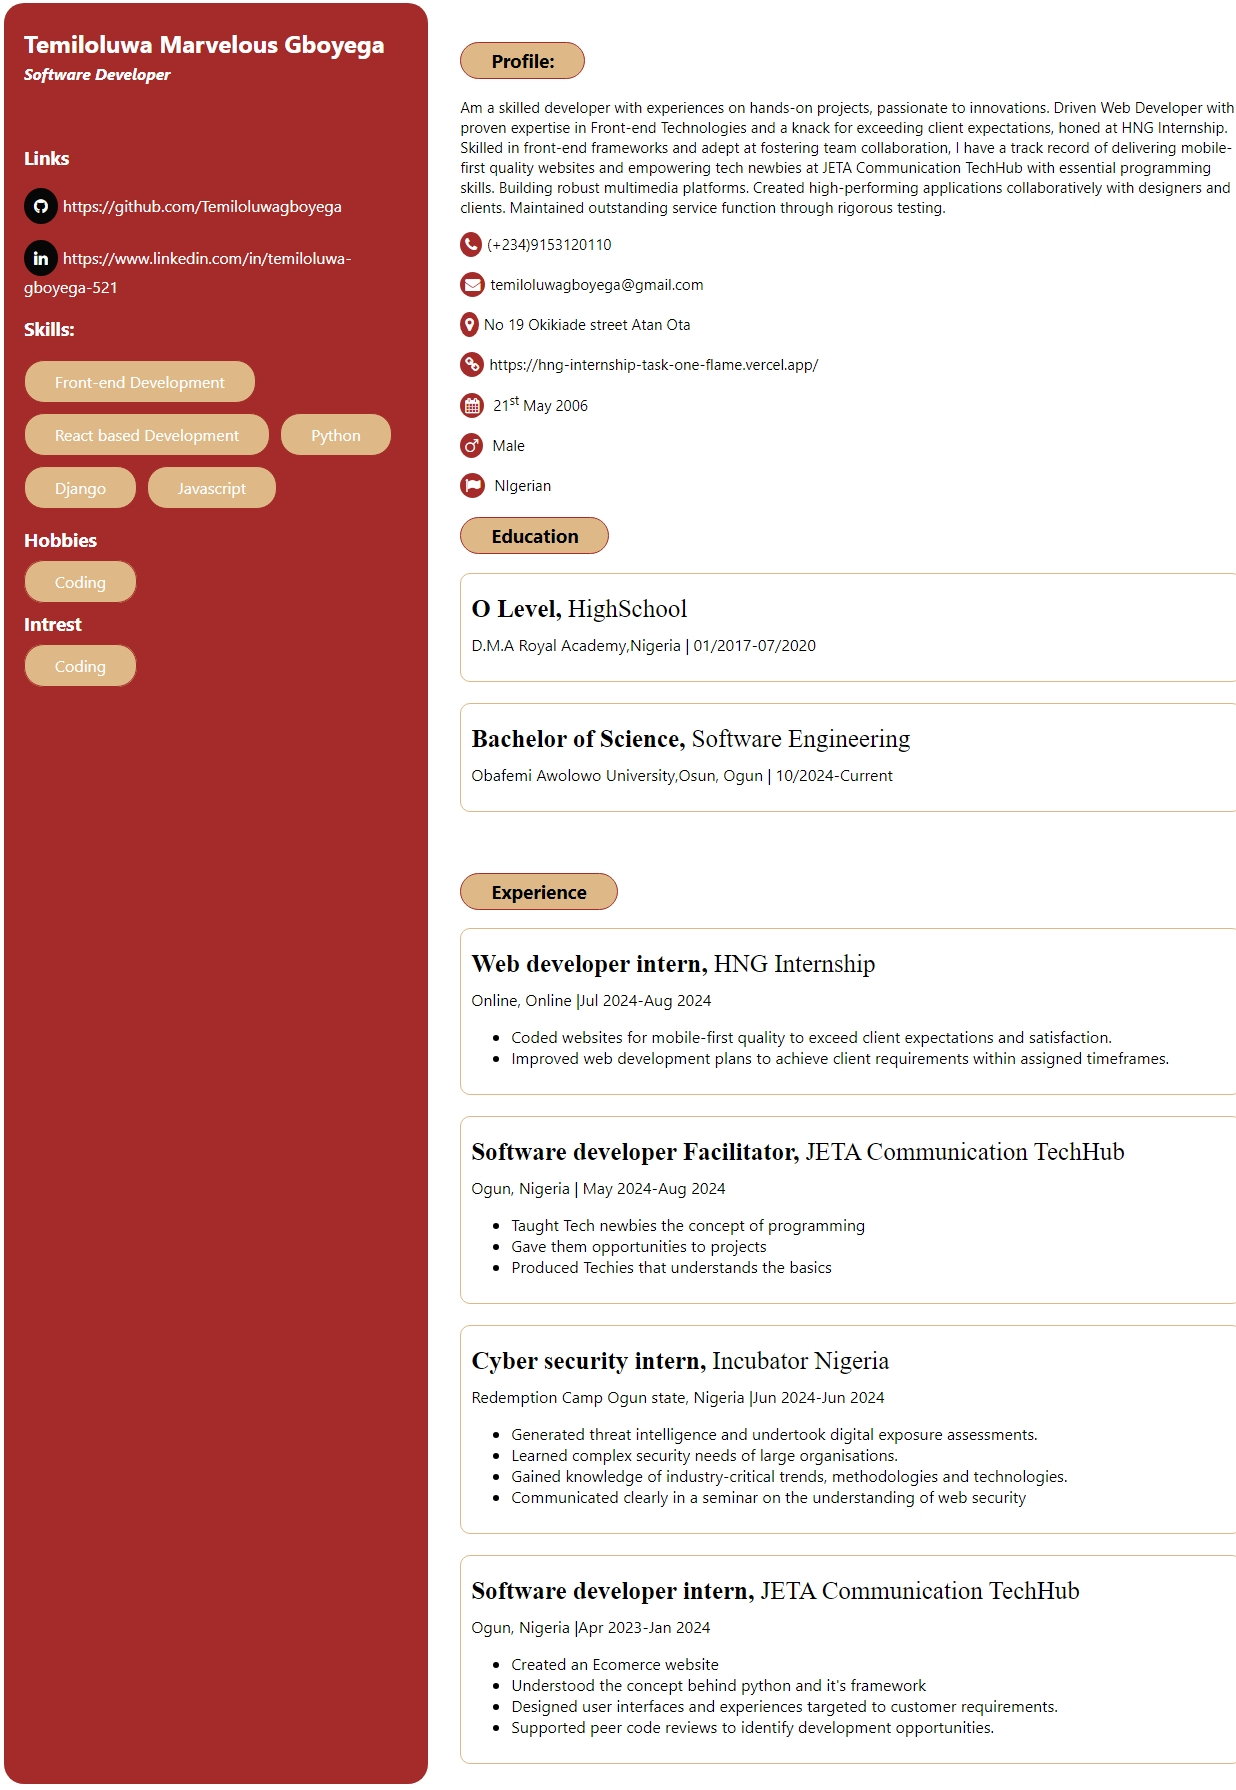 Temiloluwa Marvelous Gboyega
Software Developer
Links
https://github.com/Temiloluwagboyega
https://www.linkedin.com/in/temiloluwa-
gboyega-521
Skills:
Front-end Development
React based Development Python
Django Javascript
Hobbies
Coding
Intrest
Coding
Profile:
Am a skilled developer with experiences on hands-on projects, passionate to innovations. Driven Web Developer with
proven expertise in Front-end Technologies and a knack for exceeding client expectations, honed at HNG Internship.
Skilled in front-end frameworks and adept at fostering team collaboration, I have a track record of delivering mobile-
first quality websites and empowering tech newbies at JETA Communication TechHub with essential programming
skills. Building robust multimedia platforms. Created high-performing applications collaboratively with designers and
clients. Maintained outstanding service function through rigorous testing.
(+234)9153120110
temiloluwagboyega@gmail.com
No 19 Okikiade street Atan Ota
https://hng-internship-task-one-flame.vercel.app/
21st May 2006
Male
NIgerian
Education
O Level, HighSchool
D.M.A Royal Academy,Nigeria | 01/2017-07/2020
Bachelor of Science, Software Engineering
Obafemi Awolowo University,Osun, Ogun | 10/2024-Current
Experience
Web developer intern, HNG Internship
Online, Online |Jul 2024-Aug 2024
• Coded websites for mobile-first quality to exceed client expectations and satisfaction.
• Improved web development plans to achieve client requirements within assigned timeframes.
Software developer Facilitator, JETA Communication TechHub
Ogun, Nigeria | May 2024-Aug 2024
• Taught Tech newbies the concept of programming
• Gave them opportunities to projects
• Produced Techies that understands the basics
Cyber security intern, Incubator Nigeria
Redemption Camp Ogun state, Nigeria |Jun 2024-Jun 2024
• Generated threat intelligence and undertook digital exposure assessments.
• Learned complex security needs of large organisations.
• Gained knowledge of industry-critical trends, methodologies and technologies.
• Communicated clearly in a seminar on the understanding of web security
Software developer intern, JETA Communication TechHub
Ogun, Nigeria |Apr 2023-Jan 2024
• Created an Ecomerce website
• Understood the concept behind python and it's framework
• Designed user interfaces and experiences targeted to customer requirements.
• Supported peer code reviews to identify development opportunities.